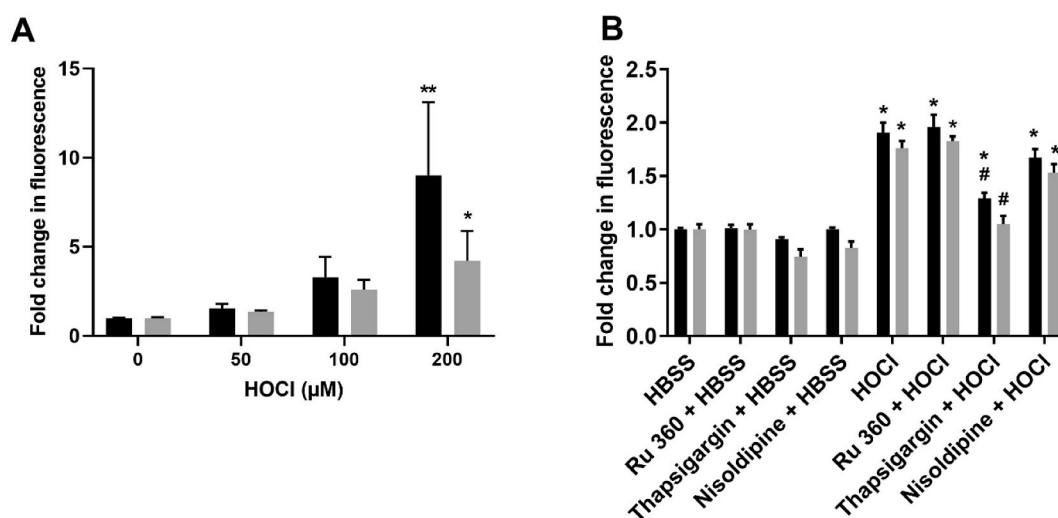 A
Fold change in fluorescence
15
10
5
0
**
*
0
50
100
200
HOCl (µM)
B
Fold change in fluorescence
2.5
2.0
1.5
1.0
0.5
0.0
*
*
*
*
*
#
#
*
*
HBSS
Ru 360 + HBSS
Thapsigargin + HBSS
Nisoldipine + HBSS
HOCl
Ru 360 + HOCl
Thapsigargin + HOCl
Nisoldipine + HOCl